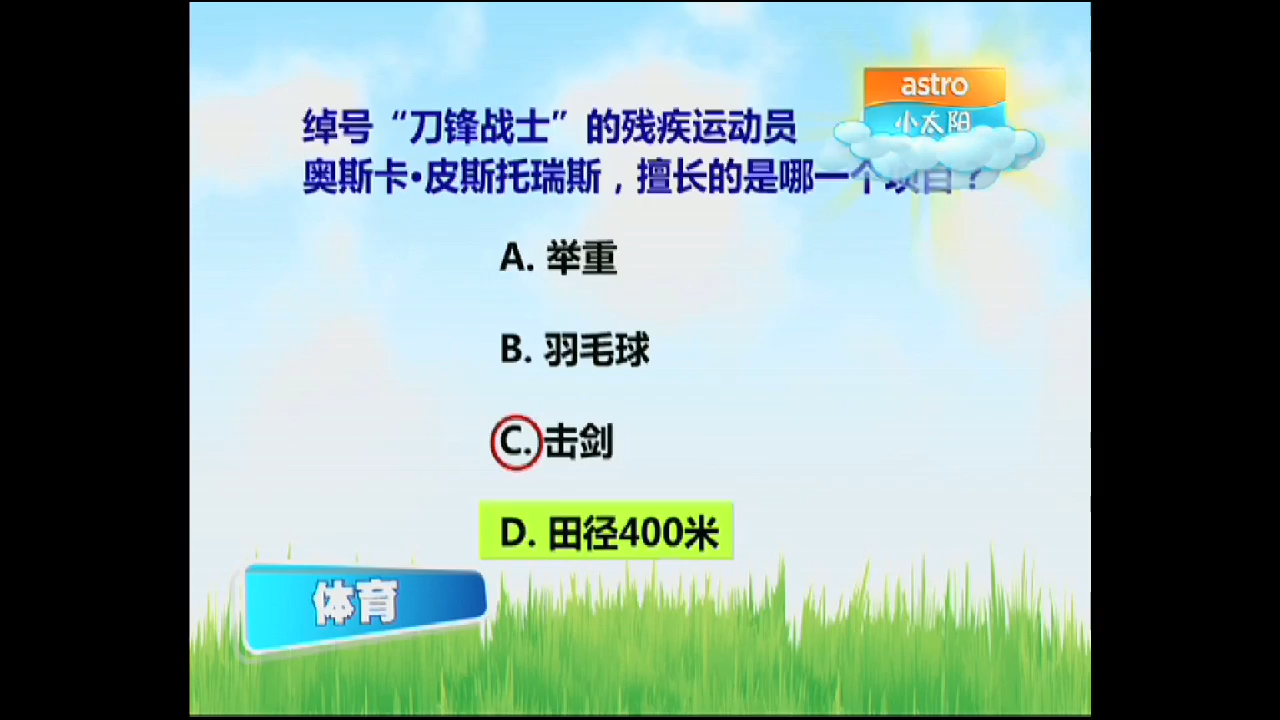 astro
小太阳
绰号“刀锋战士”的残疾运动员
奥斯卡•皮斯托瑞斯，擅长的是哪一个项目？
A. 举重
B. 羽毛球
C. 击剑
D. 田径400米
体育